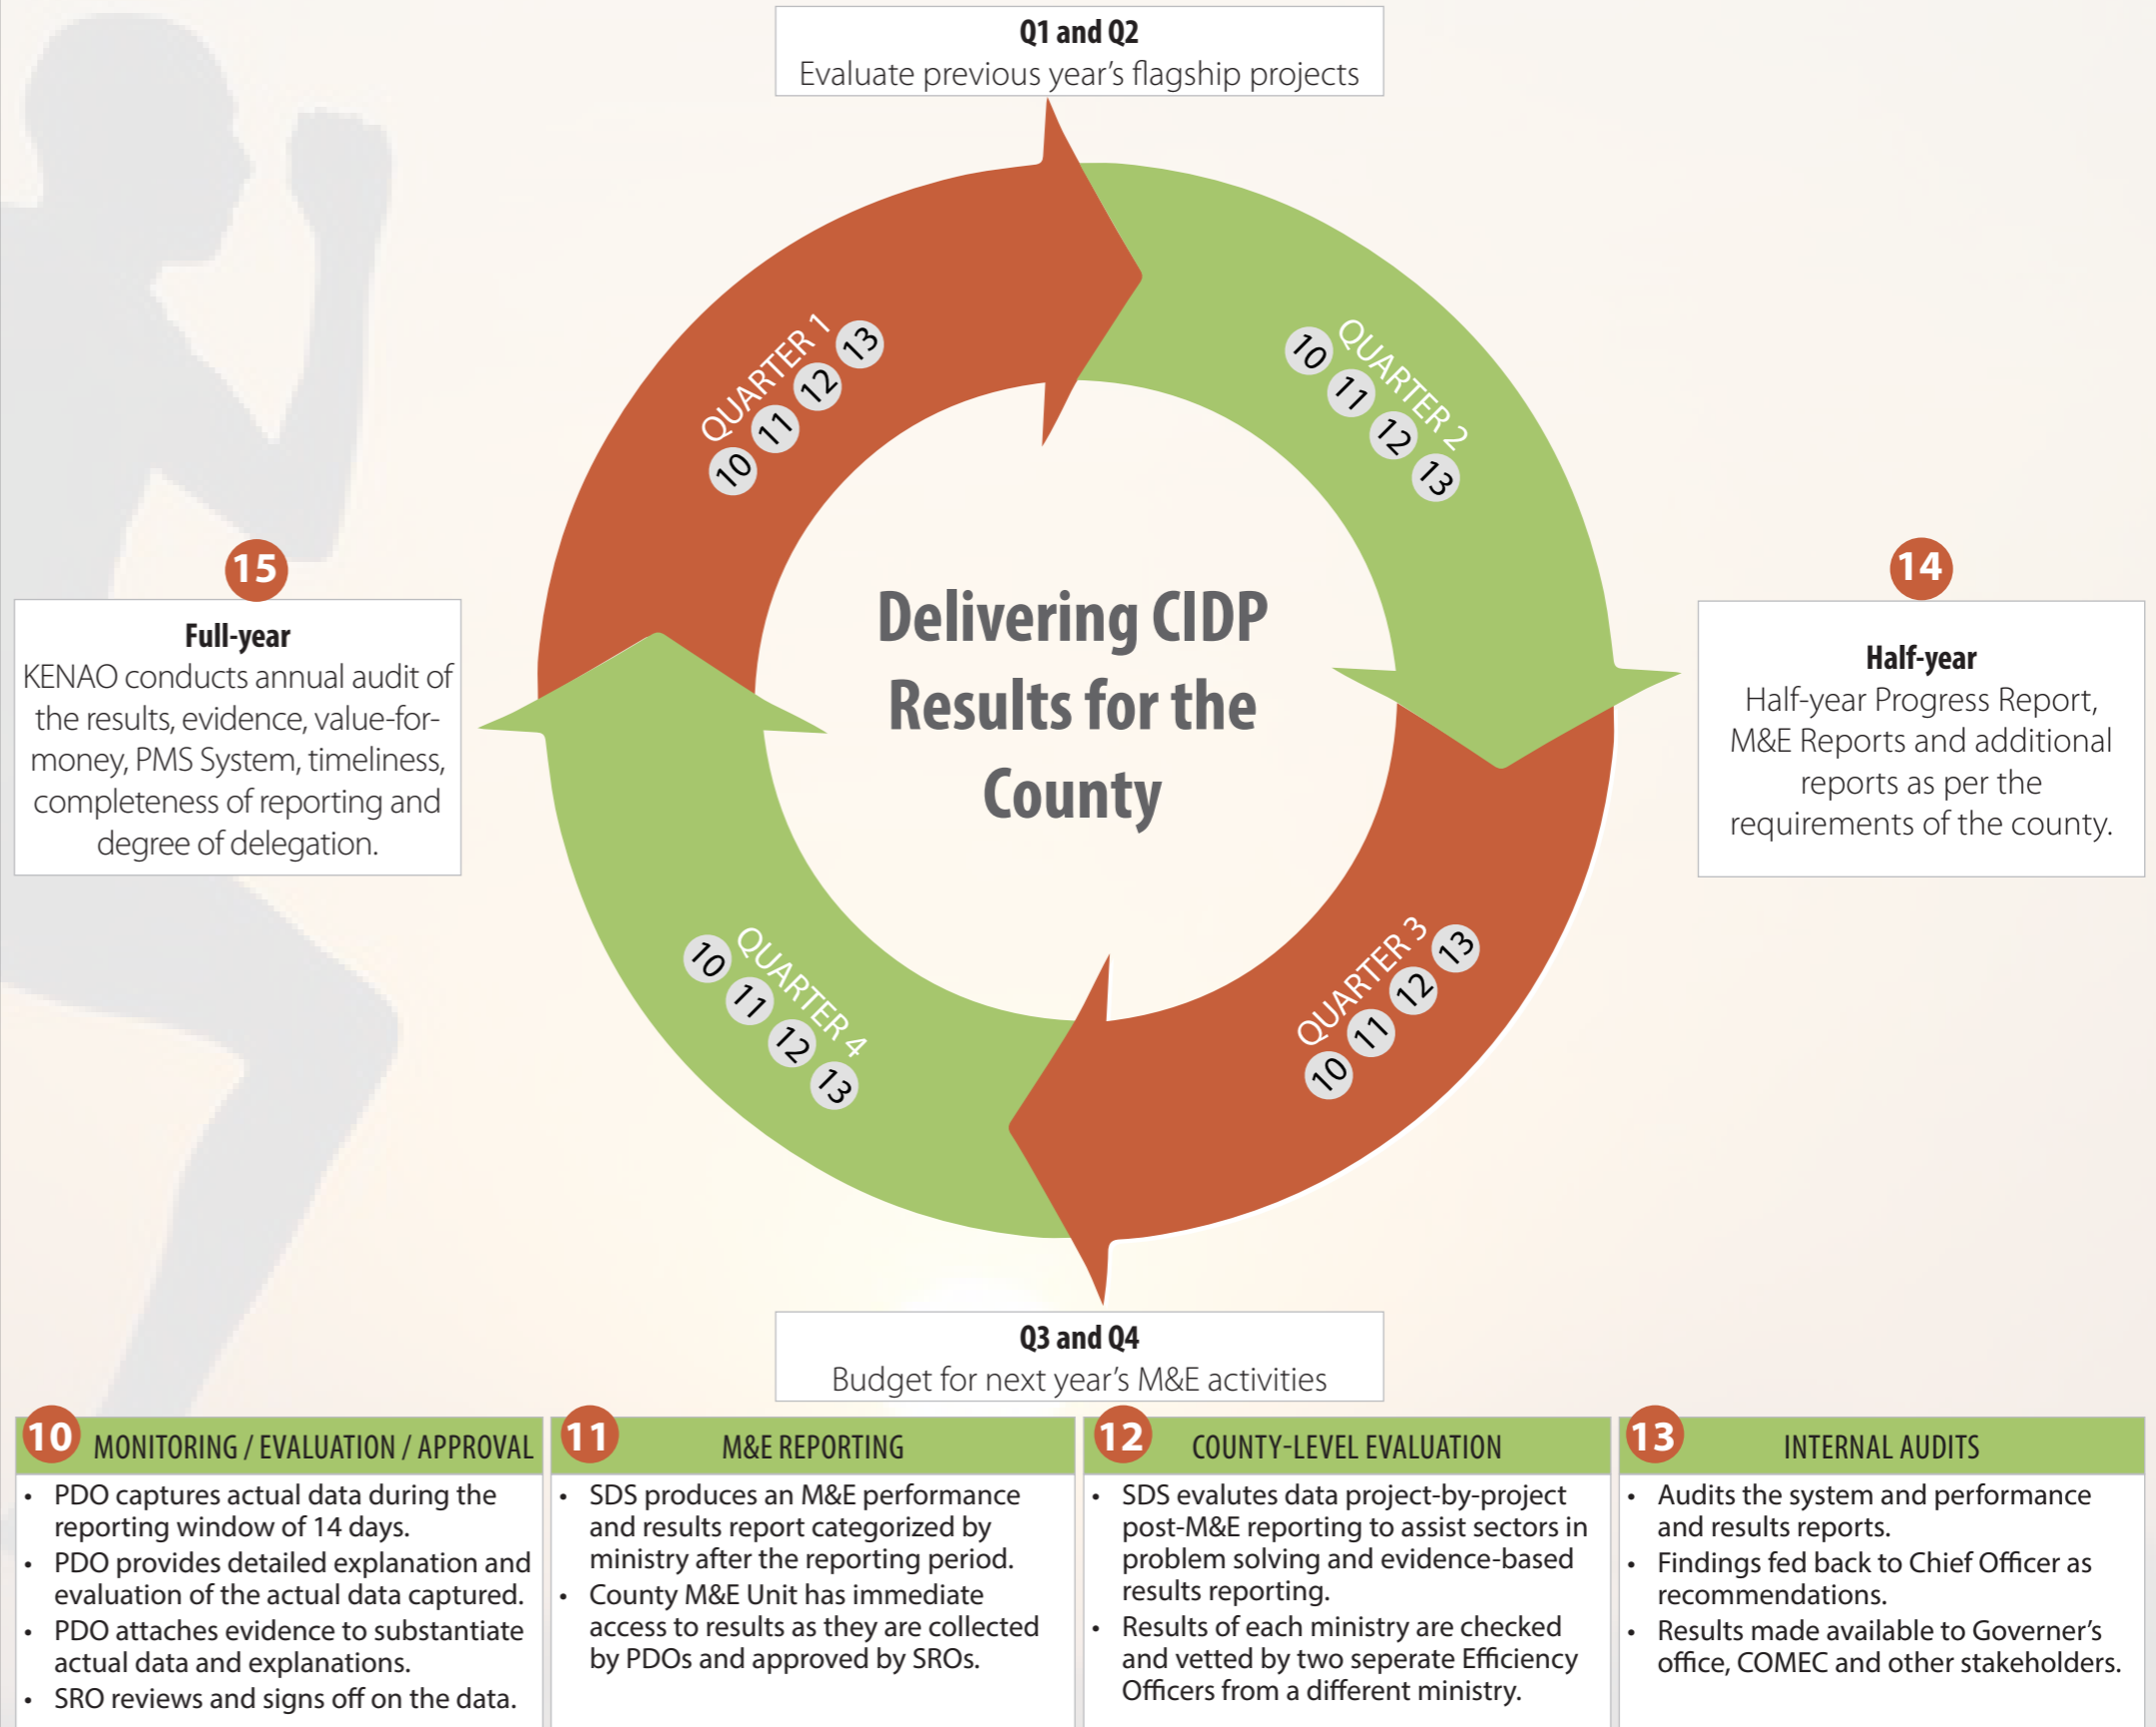 Q1 and Q2
Evaluate previous year's flagship projects
QUARTER 1
10 11 12 13
QUARTER 2
10 11 12 13
15
Full-year
KENAO conducts annual audit of
the results, evidence, value-for-
money, PMS System, timeliness,
completeness of reporting and
degree of delegation.
Delivering CIDP
Results for the
County
14
Half-year
Half-year Progress Report,
M&E Reports and additional
reports as per the
requirements of the county.
QUARTER 4
10 11 12 13
QUARTER 3
10 11 12 13
Q3 and Q4
Budget for next year's M&E activities
10 MONITORING / EVALUATION / APPROVAL
• PDO captures actual data during the
reporting window of 14 days.
• PDO provides detailed explanation and
evaluation of the actual data captured.
• PDO attaches evidence to substantiate
actual data and explanations.
• SRO reviews and signs off on the data.
11 M&E REPORTING
• SDS produces an M&E performance
and results report categorized by
ministry after the reporting period.
• County M&E Unit has immediate
access to results as they are collected
by PDOs and approved by SROs.
12 COUNTY-LEVEL EVALUATION
• SDS evalutes data project-by-project
post-M&E reporting to assist sectors in
problem solving and evidence-based
results reporting.
• Results of each ministry are checked
and vetted by two seperate Efficiency
Officers from a different ministry.
13 INTERNAL AUDITS
• Audits the system and performance
and results reports.
• Findings fed back to Chief Officer as
recommendations.
• Results made available to Governer's
office, COMEC and other stakeholders.